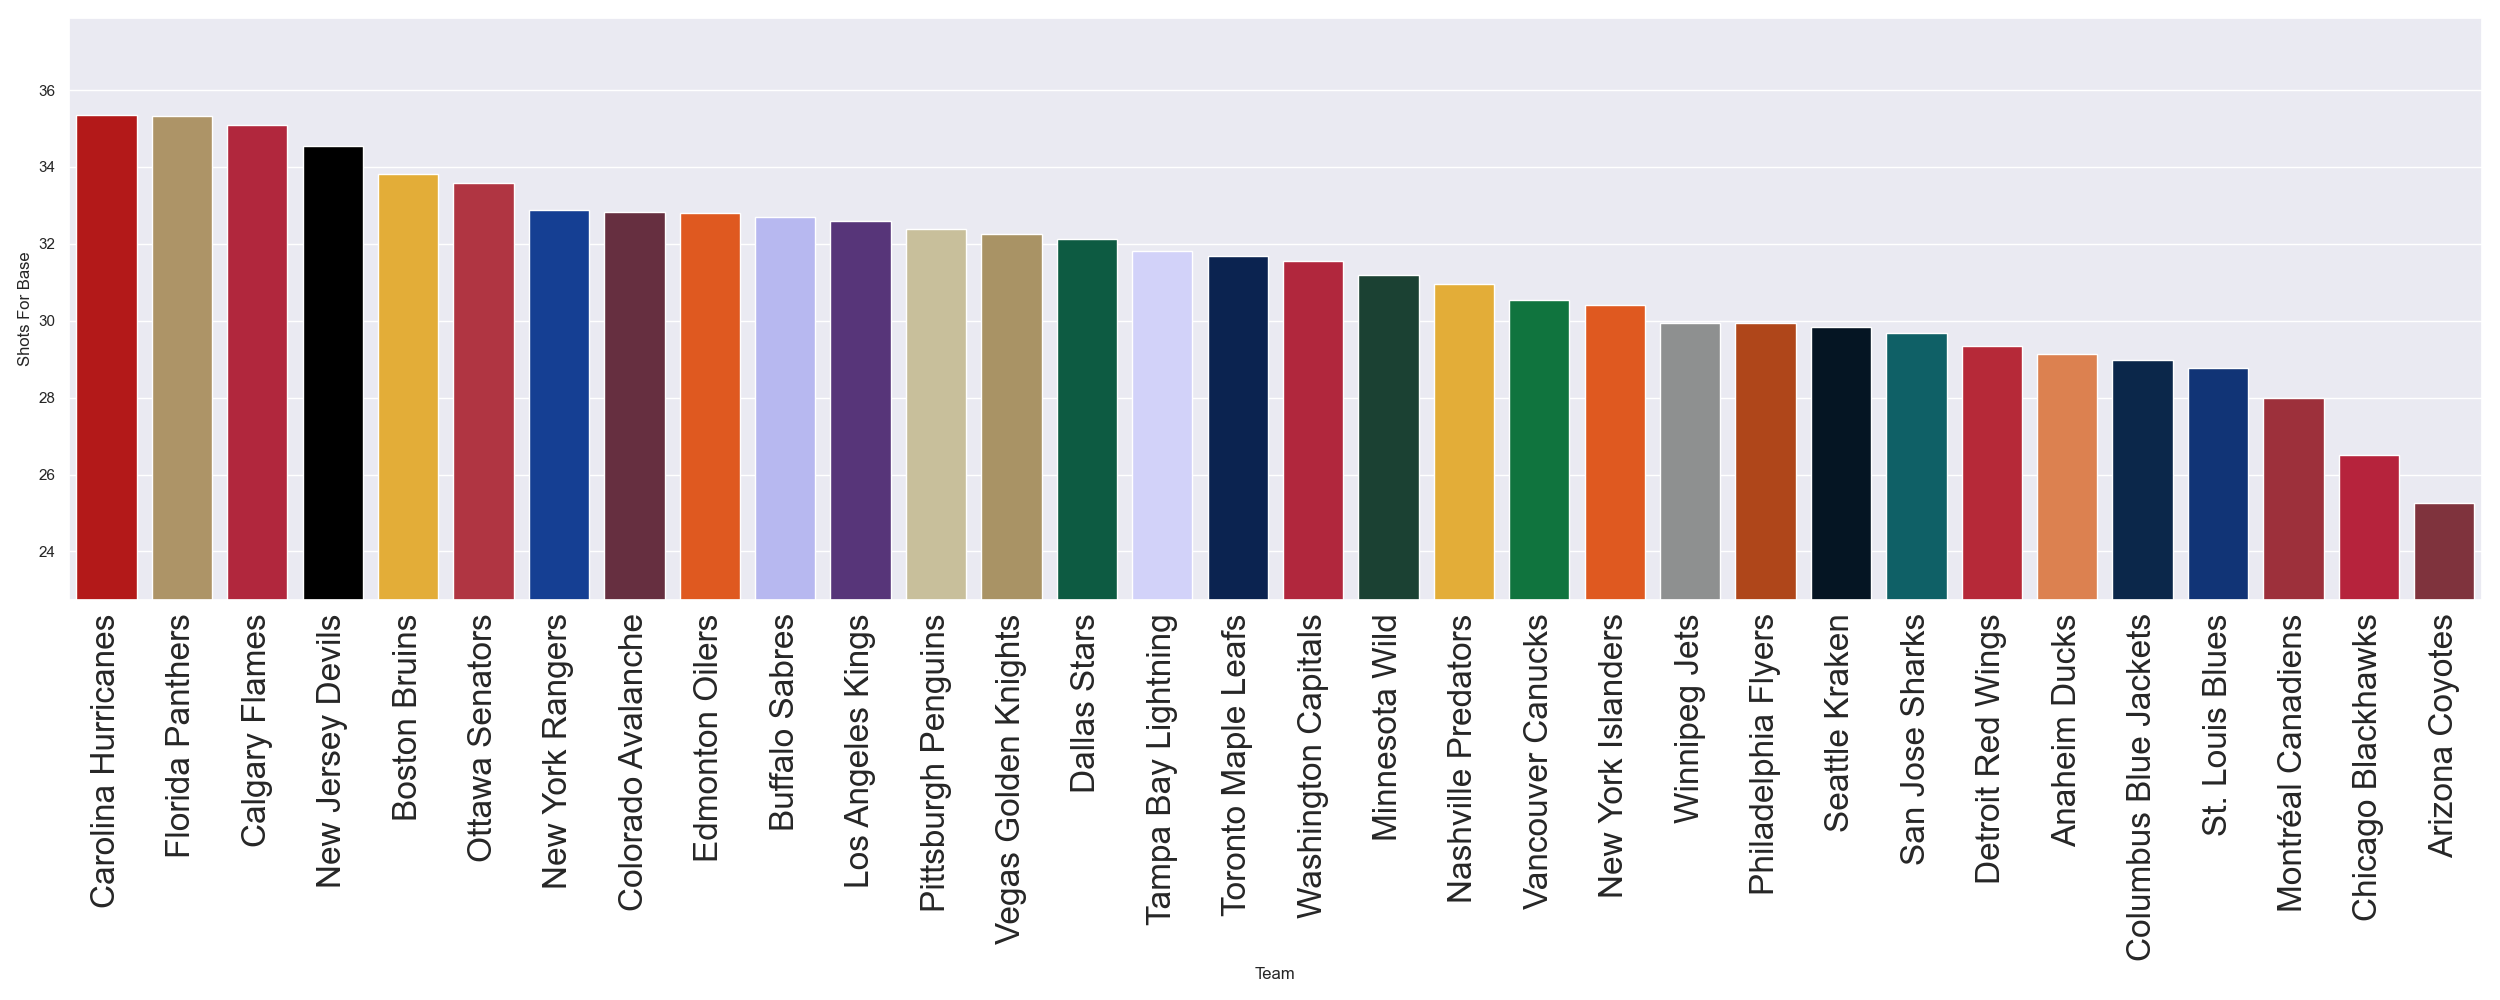 36
34
32
30
28
26
24
Shots For Base
Carolina Hurricanes
Florida Panthers
Calgary Flames
New Jersey Devils
Boston Bruins
Ottawa Senators
New York Rangers
Colorado Avalanche
Edmonton Oilers
Buffalo Sabres
Los Angeles Kings
Pittsburgh Penguins
Vegas Golden Knights
Dallas Stars
Tampa Bay Lightning
Toronto Maple Leafs
Washington Capitals
Minnesota Wild
Nashville Predators
Vancouver Canucks
New York Islanders
Winnipeg Jets
Philadelphia Flyers
Seattle Kraken
San Jose Sharks
Detroit Red Wings
Anaheim Ducks
Columbus Blue Jackets
St. Louis Blues
Montréal Canadiens
Chicago Blackhawks
Arizona Coyotes
Team